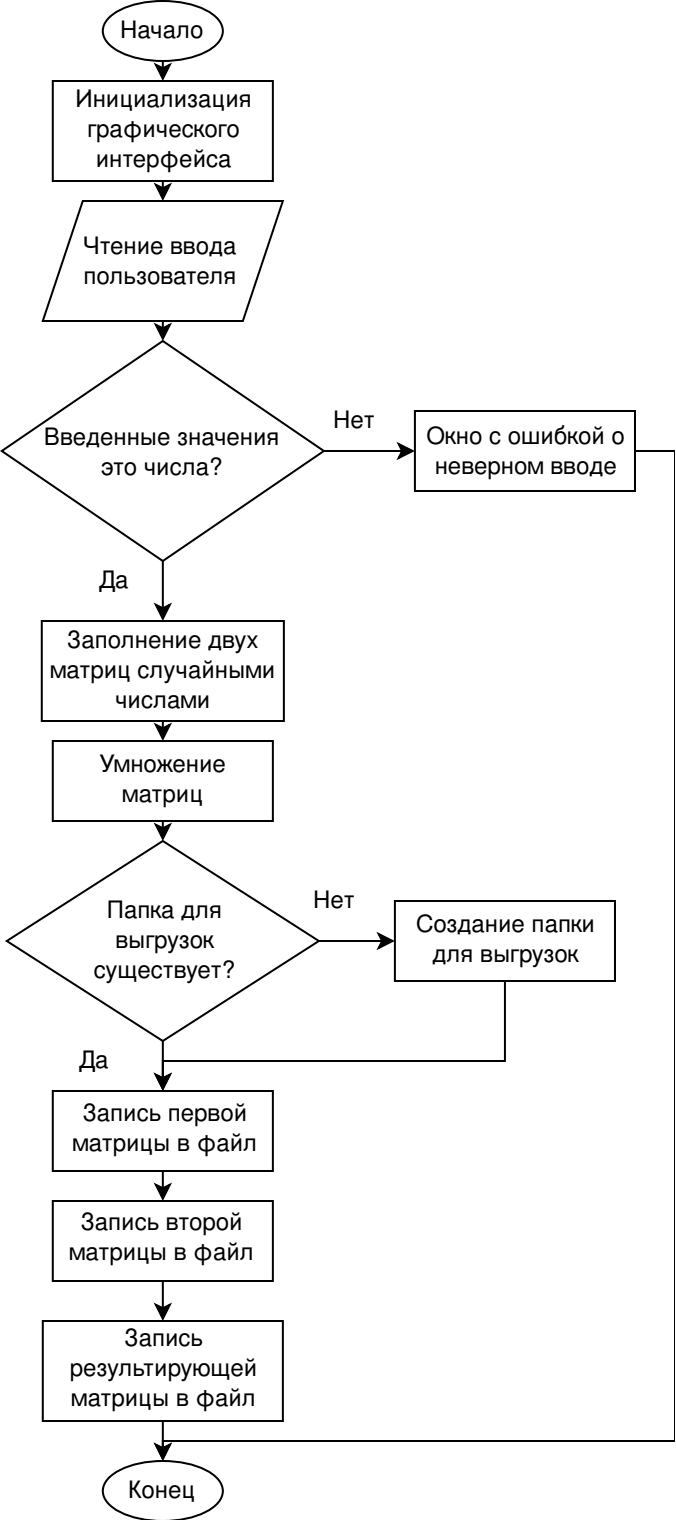 Начало
Инициализация
графического
интерфейса
Чтение ввода
пользователя
Введенные значения
это числа?
Нет
Окно с ошибкой о
неверном вводе
Да
Заполнение двух
матриц случайными
числами
Умножение
матриц
Папка для
выгрузок
существует?
Нет
Создание папки
для выгрузок
Да
Запись первой
матрицы в файл
Запись второй
матрицы в файл
Запись
результирующей
матрицы в файл
Конец